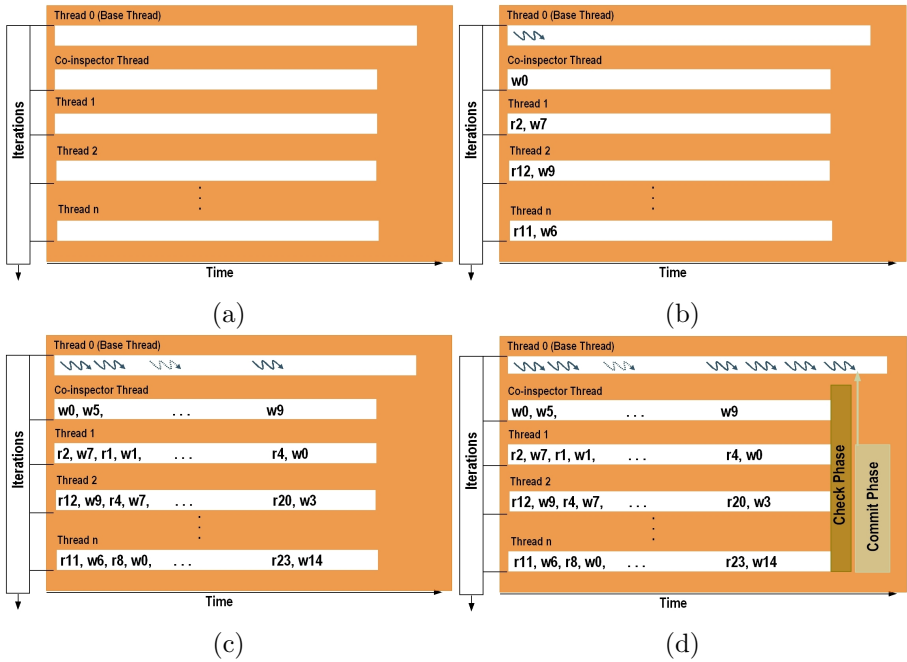 Thread 0 (Base Thread)
Co-inspector Thread
Thread 1
Thread 2
Thread n
Iterations
Time
(a)
Thread 0 (Base Thread)
Co-inspector Thread
w0
Thread 1
r2, w7
Thread 2
r12, w9
Thread n
r11, w6
Iterations
Time
(b)
Thread 0 (Base Thread)
Co-inspector Thread
w0, w5, . . . w9
Thread 1
r2, w7, r1, w1, . . . r4, w0
Thread 2
r12, w9, r4, w7, . . . r20, w3
Thread n
r11, w6, r8, w0, . . . r23, w14
Iterations
Time
(c)
Thread 0 (Base Thread)
Co-inspector Thread
w0, w5, . . . w9
Thread 1
r2, w7, r1, w1, . . . r4, w0
Thread 2
r12, w9, r4, w7, . . . r20, w3
Thread n
r11, w6, r8, w0, . . . r23, w14
Check Phase
Commit Phase
Iterations
Time
(d)